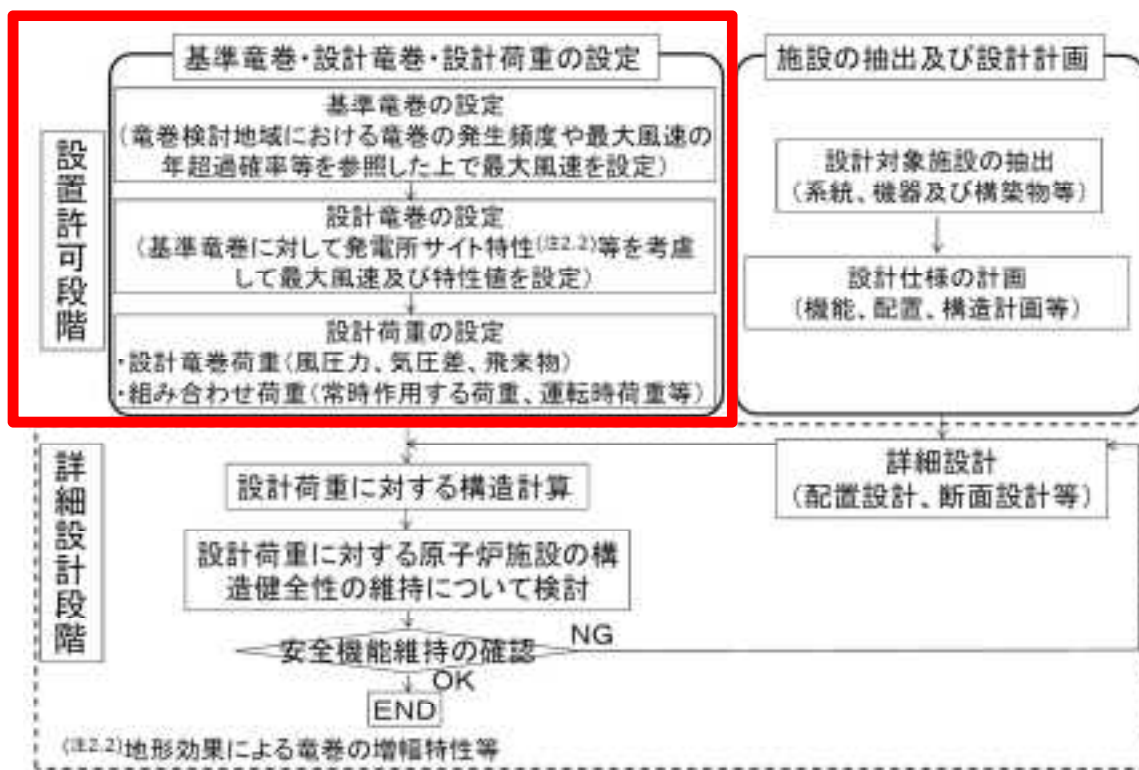 設置許可段階
基準竜巻・設計竜巻・設計荷重の設定
基準竜巻の設定
(竜巻検討地域における竜巻の発生頻度や最大風速の
年超過確率等を参照した上で最大風速を設定)
設計竜巻の設定
(基準竜巻に対して発電所サイト特性(注2.2)等を考慮
して最大風速及び特性値を設定)
設計荷重の設定
・設計竜巻荷重(風圧力、気圧差、飛来物)
・組み合わせ荷重(常時作用する荷重、運転時荷重等)
施設の抽出及び設計計画
設計対象施設の抽出
(系統、機器及び構築物等)
設計仕様の計画
(機能、配置、構造計画等)
詳細設計段階
設計荷重に対する構造計算
設計荷重に対する原子炉施設の構
造健全性の維持について検討
安全機能維持の確認
NG
OK
END
詳細設計
(配置設計、断面設計等)
(注2.2)地形効果による竜巻の増幅特性等